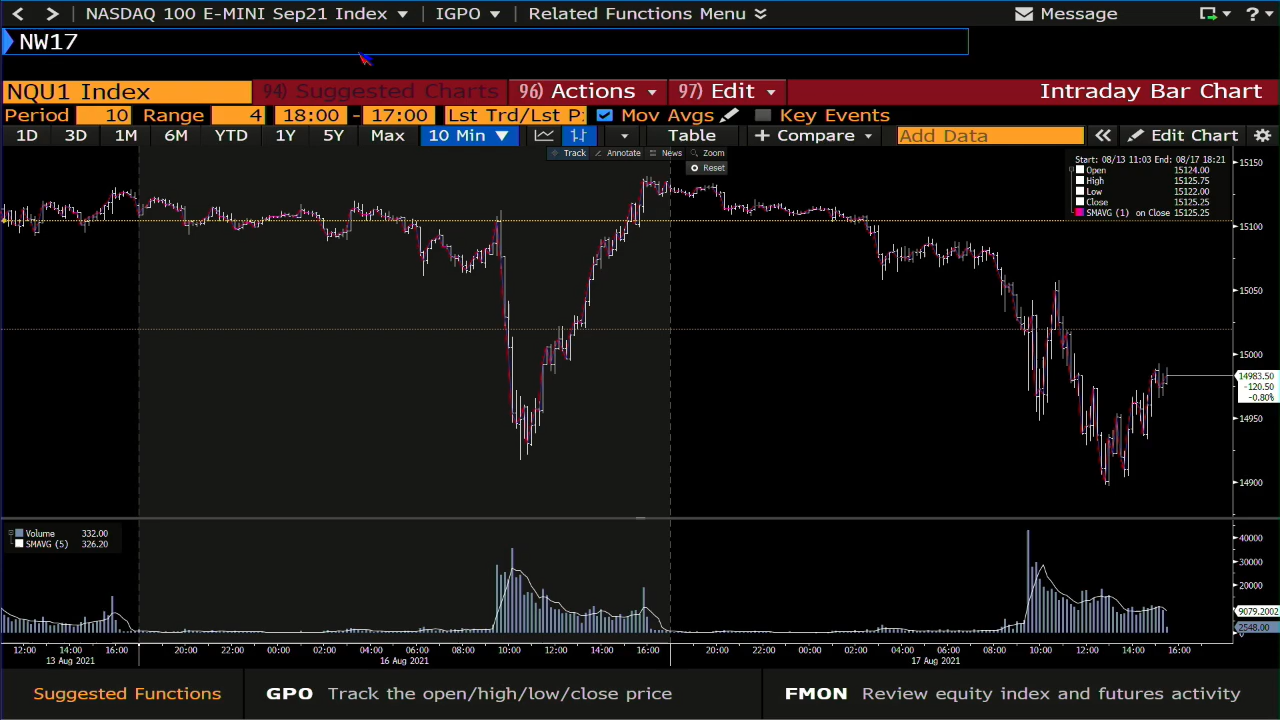 NASDAQ 100 E-MINI Sep21 Index IGPO Related Functions Menu Message ?
NW17
NQU1 Index 94) Suggested Charts 96) Actions 97) Edit Intraday Bar Chart
Period 10 Range 4 18:00 - 17:00 Lst Trd/Lst P: Mov Avgs Key Events
1D 3D 1M 6M YTD 1Y 5Y Max 10 Min ▼ Table + Compare Add Data « Edit Chart
Track Annotate News Zoom
Reset
Start: 08/13 11:03 End: 08/17 18:21
Open 15124.00
High 15125.75
Low 15122.00
Close 15125.25
SMAVG (1) on Close 15125.25
15150
15100
15050
15000
14983.50
-120.50
-0.80%
14950
14900
Volume 332.00
SMAVG (5) 326.20
40000
30000
20000
9079.2002
2548.00
0
12:00 14:00 16:00 20:00 22:00 00:00 02:00 04:00 06:00 08:00 10:00 12:00 14:00 16:00 20:00 22:00 00:00 02:00 04:00 06:00 08:00 10:00 12:00 14:00 16:00
13 Aug 2021 16 Aug 2021 17 Aug 2021
Suggested Functions GPO Track the open/high/low/close price FMON Review equity index and futures activity